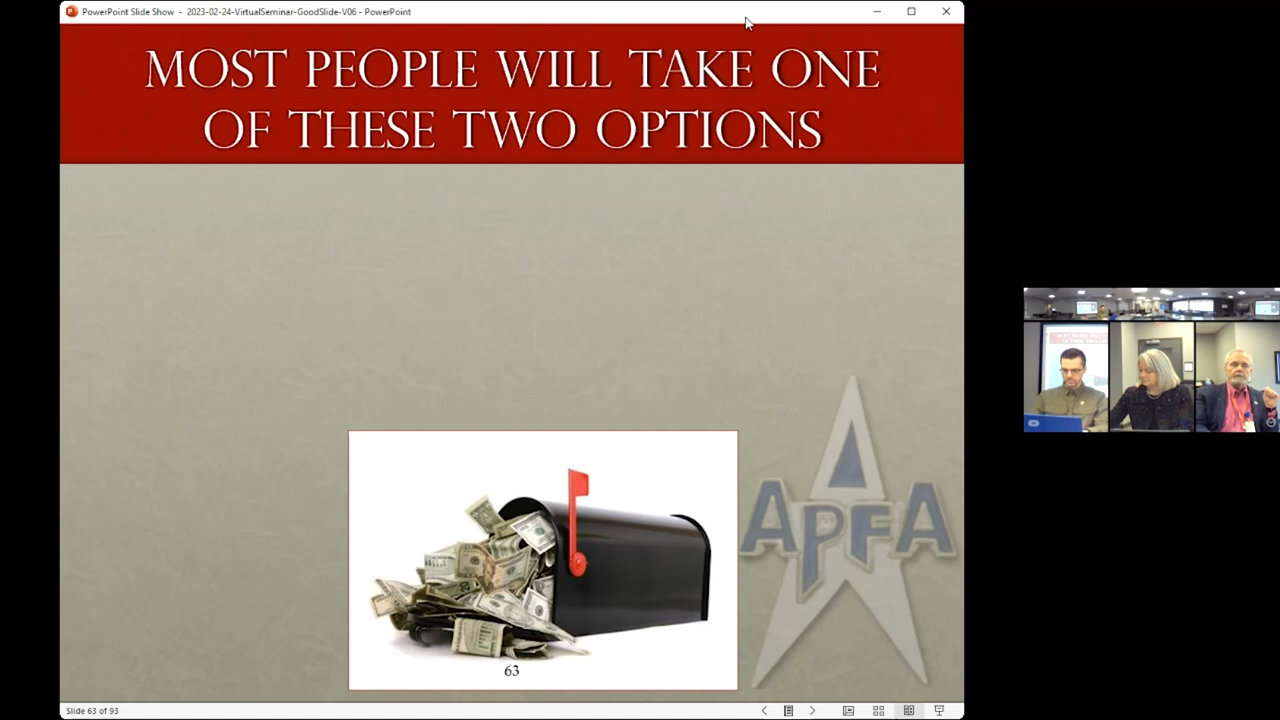 PowerPoint Slide Show - 2023-02-24-VirtualSeminar-GoodSlide-V06 - PowerPoint
MOST PEOPLE WILL TAKE ONE
OF THESE TWO OPTIONS
APFA
63
Slide 63 of 93